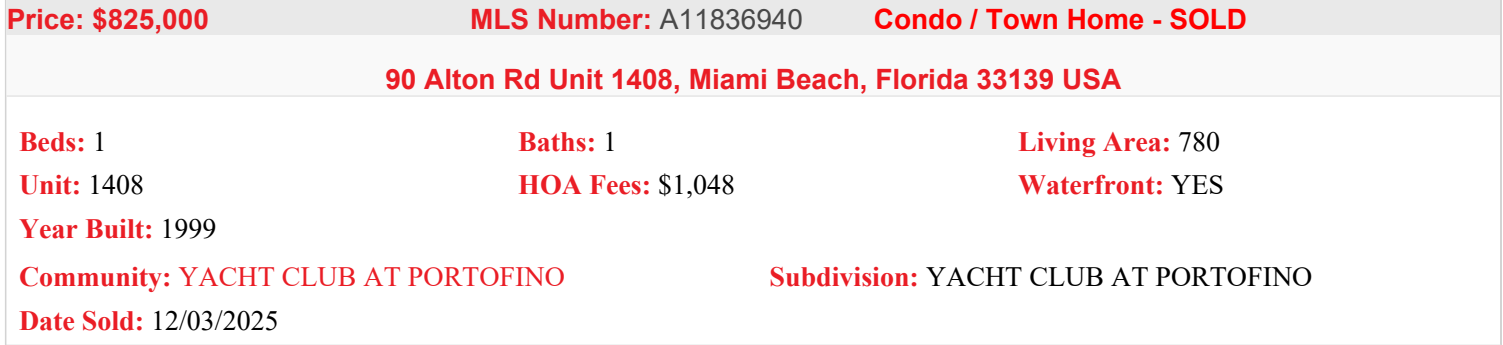 Price: $825,000 MLS Number: A11836940 Condo / Town Home - SOLD
90 Alton Rd Unit 1408, Miami Beach, Florida 33139 USA
Beds: 1 Baths: 1 Living Area: 780
Unit: 1408 HOA Fees: $1,048 Waterfront: YES
Year Built: 1999
Community: YACHT CLUB AT PORTOFINO Subdivision: YACHT CLUB AT PORTOFINO
Date Sold: 12/03/2025